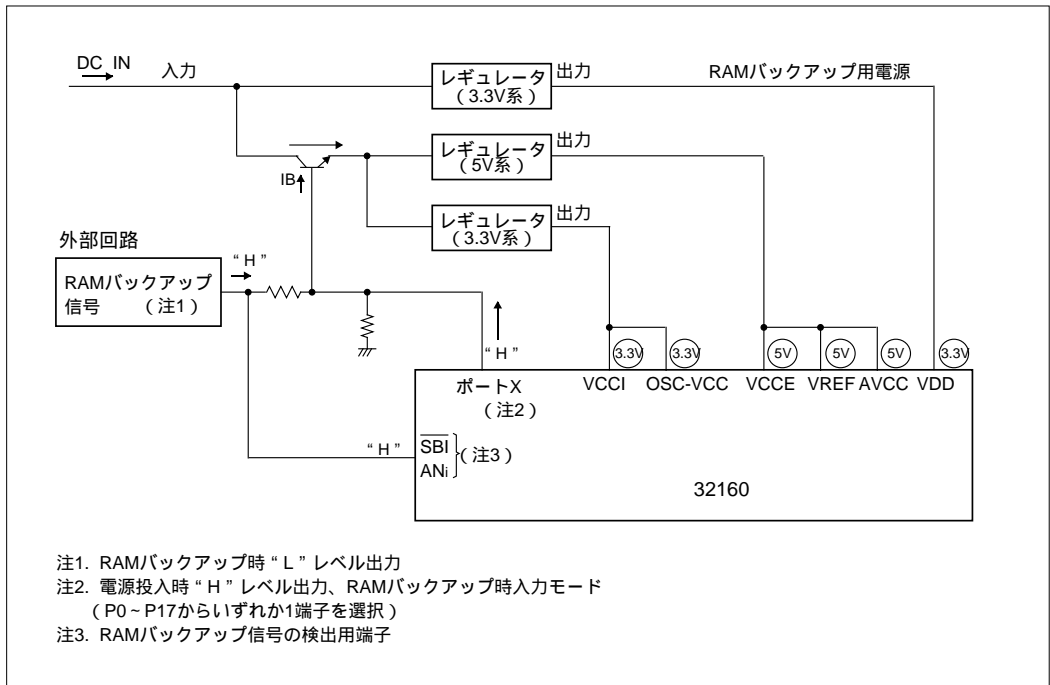 DC IN
入力
レギュレータ
（3.3V系）
出力
RAMバックアップ用電源
レギュレータ
（5V系）
出力
IB
レギュレータ
（3.3V系）
出力
外部回路
RAMバックアップ
信号　（注1）
“ H ”
“ H ”
3.3V
3.3V
5V
5V
5V
3.3V
ポートX
（注2）
VCCI
OSC-VCC
VCCE
VREF
AVCC
VDD
“ H ”
SBI
ANi
（注3）
32160
注1. RAMバックアップ時“ L ”レベル出力
注2. 電源投入時“ H ”レベル出力、RAMバックアップ時入力モード
（P0～P17からいずれか1端子を選択）
注3. RAMバックアップ信号の検出用端子